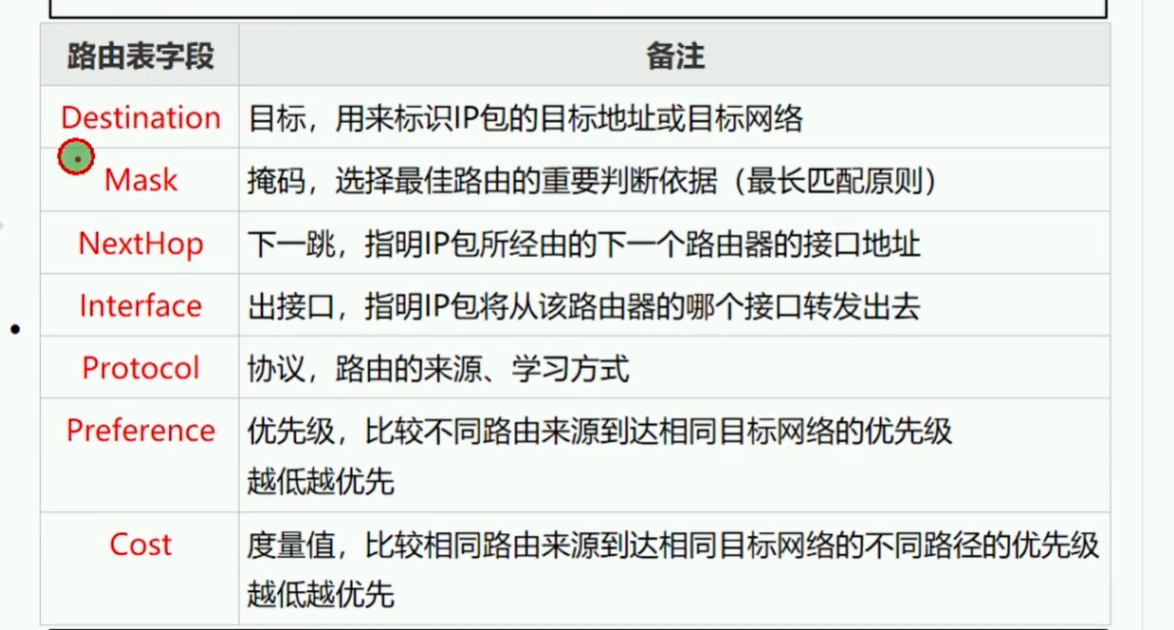 路由表字段 备注
Destination 目标，用来标识IP包的目标地址或目标网络
Mask 掩码，选择最佳路由的重要判断依据（最长匹配原则）
NextHop 下一跳，指明IP包所经由的下一个路由器的接口地址
Interface 出接口，指明IP包将从该路由器的哪个接口转发出去
Protocol 协议，路由的来源、学习方式
Preference 优先级，比较不同路由来源到达相同目标网络的优先级
越低越优先
Cost 度量值，比较相同路由来源到达相同目标网络的不同路径的优先级
越低越优先